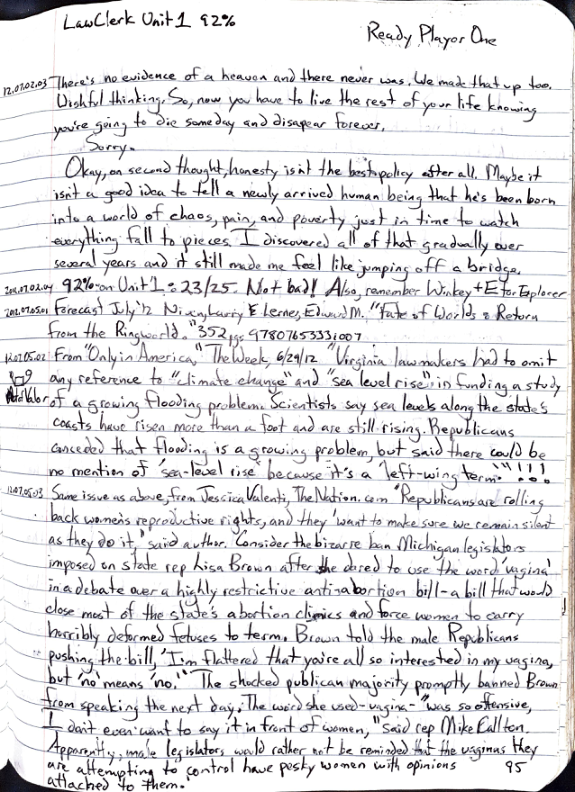 LawClerk Unit 1 92%
Ready Player One
12.07.02.03 There's no evidence of a heaven and there never was. We made that up too.
Wishful thinking. So, now you have to live the rest of your life knowing
you're going to die someday and disapear forever.
Sorry.
Okay, on second thought, honesty isn't the best policy after all. Maybe it
isn't a good idea to tell a newly arrived human being that he's been born
into a world of chaos, pain, and poverty just in time to watch
everything fall to pieces. I discovered all of that gradually over
several years and it still made me feel like jumping off a bridge.
92% on Unit 1 = 23/25. Not bad! Also, remember Winkey + E for Explorer
Forecast July '12 Niven, Larry & Lerner, Edward M. "Fate of Worlds: Return
from the Ringworld." 352 pgs 9780765331007
12.07.05.02 From "Only in America," The Week, 6/29/12 "Virginia lawmakers had to omit
any reference to "climate change" and "sea level rise" in funding a study
of a growing flooding problem. Scientists say sea levels along the state's
coasts have risen more than a foot and are still rising. Republicans
conceded that flooding is a growing problem, but said there could be
no mention of 'sea-level rise' because it's a 'left-wing term.'" !!!
12.07.05.03 Same issue as above, from Jessica Valenti, TheNation.com "Republicans are rolling
back women's reproductive rights, and they 'want to make sure we remain silent
as they do it,' said author. Consider the bizarre ban Michigan legislators
imposed on state rep Lisa Brown after she dared to use the word 'vagina'
in a debate over a highly restrictive anti-abortion bill - a bill that would
close most of the state's abortion clinics and force women to carry
horribly deformed fetuses to term. Brown told the male Republicans
pushing the bill, 'I'm flattered that you're all so interested in my vagina,
but 'no' means 'no.'" The shocked publican majority promptly banned Brown
from speaking the next day. The word she used - vagina - "was so offensive,
I don't even want to say it in front of women," said rep Mike Callton.
Apparently, male legislators would rather not be reminded that the vaginas they
are attempting to control have pesky women with opinions 95
attached to them."